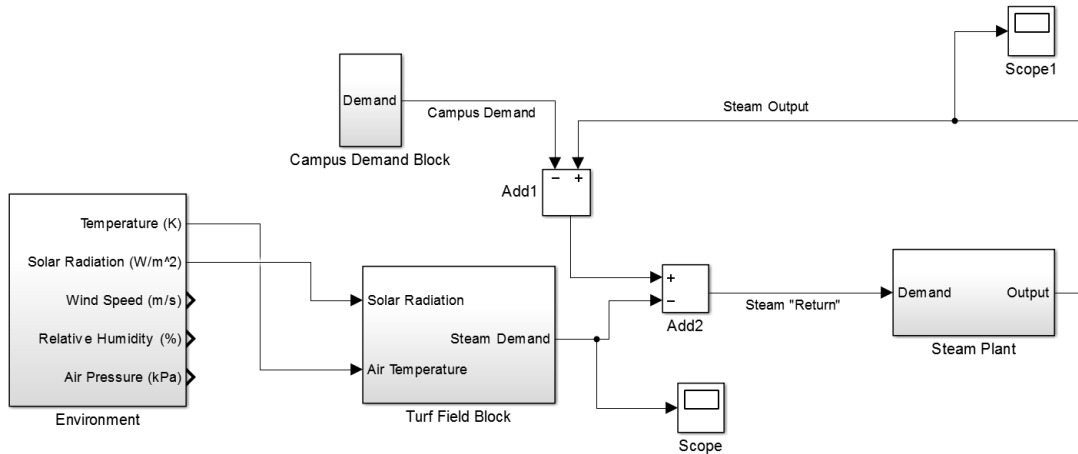 Scope1
Demand
Campus Demand
Steam Output
Campus Demand Block
− +
Add1
Temperature (K)
Solar Radiation (W/m^2)
Wind Speed (m/s)
Relative Humidity (%)
Air Pressure (kPa)
Environment
Solar Radiation
Steam Demand
Air Temperature
Turf Field Block
+
−
Add2
Steam "Return"
Demand
Output
Steam Plant
Scope